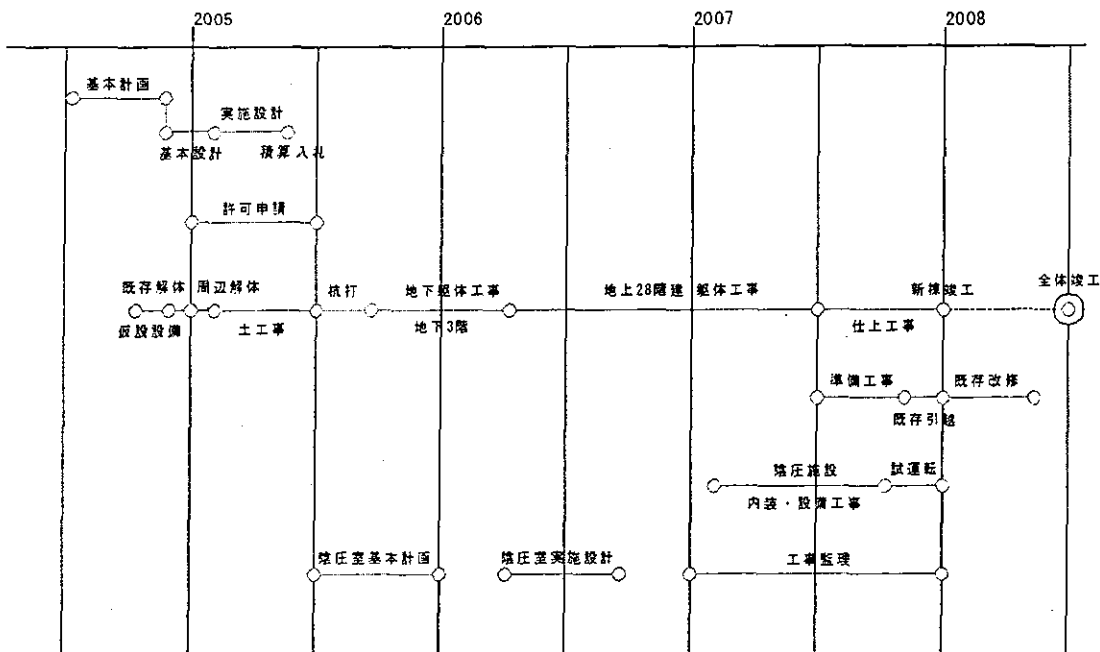 2005
2006
2007
2008
基本計画
実施設計
基本設計
積算入札
許可申請
既存解体
周辺解体
杭打
地下躯体工事
地上28階建 躯体工事
新棟竣工
全体竣工
仮設設備
土工事
地下3階
仕上工事
準備工事
既存改修
既存引越
陰圧施設
試運転
内装・設備工事
陰圧室基本計画
陰圧室実施設計
工事監理